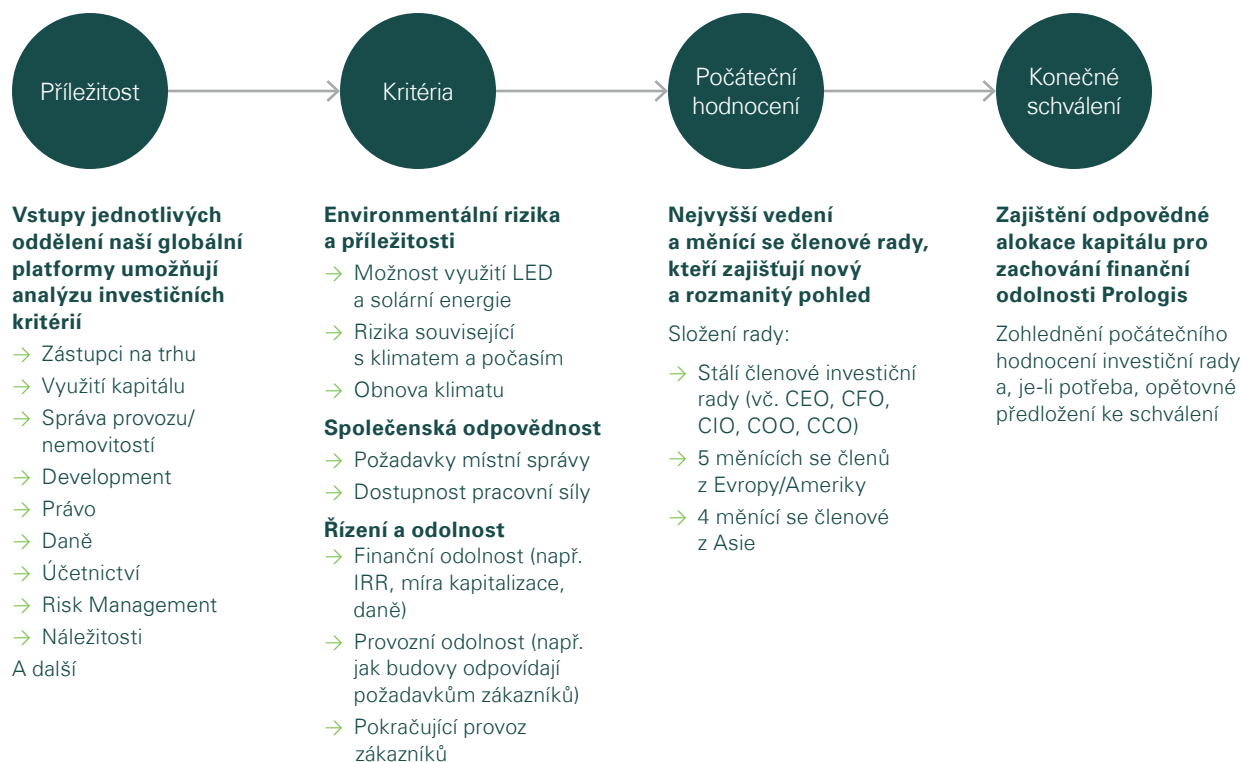 Příležitost
Kritéria
Počáteční
hodnocení
Konečné
schválení
Vstupy jednotlivých
oddělení naší globální
platformy umožňují
analýzu investičních
kritérií
→ Zástupci na trhu
→ Využití kapitálu
→ Správa provozu/
nemovitostí
→ Development
→ Právo
→ Daně
→ Účetnictví
→ Risk Management
→ Náležitosti
A další
Environmentální rizika
a příležitosti
→ Možnost využití LED
a solární energie
→ Rizika související
s klimatem a počasím
→ Obnova klimatu
Společenská odpovědnost
→ Požadavky místní správy
→ Dostupnost pracovní síly
Řízení a odolnost
→ Finanční odolnost (např.
IRR, míra kapitalizace,
daně)
→ Provozní odolnost (např.
jak budovy odpovídají
požadavkům zákazníků)
→ Pokračující provoz
zákazníků
Nejvyšší vedení
a měnící se členové rady,
kteří zajišťují nový
a rozmanitý pohled
Složení rady:
→ Stálí členové investiční
rady (vč. CEO, CFO,
CIO, COO, CCO)
→ 5 měnících se členů
z Evropy/Ameriky
→ 4 měnící se členové
z Asie
Zajištění odpovědné
alokace kapitálu pro
zachování finanční
odolnosti Prologis
Zohlednění počátečního
hodnocení investiční rady
a, je-li potřeba, opětovné
předložení ke schválení